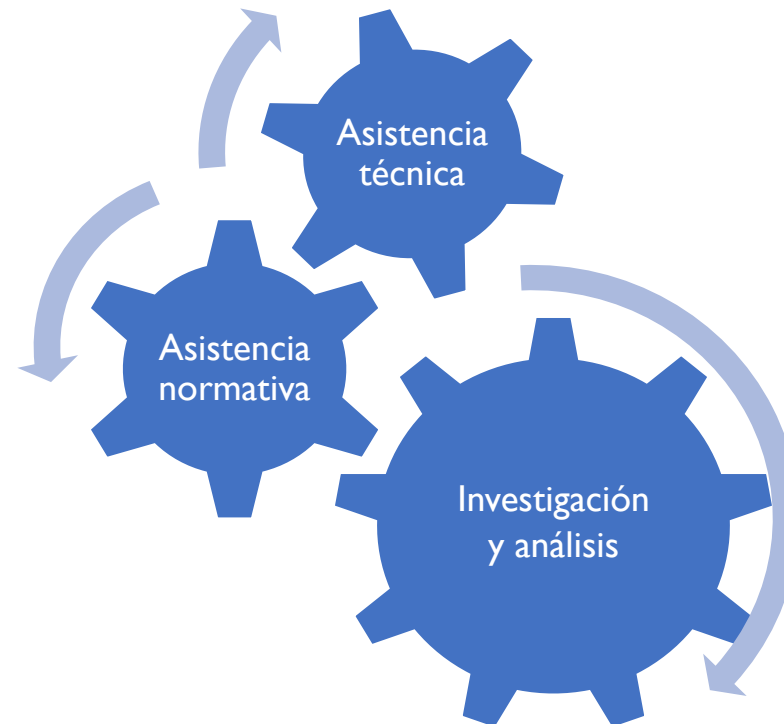 Asistencia
técnica
Asistencia
normativa
Investigación
y análisis